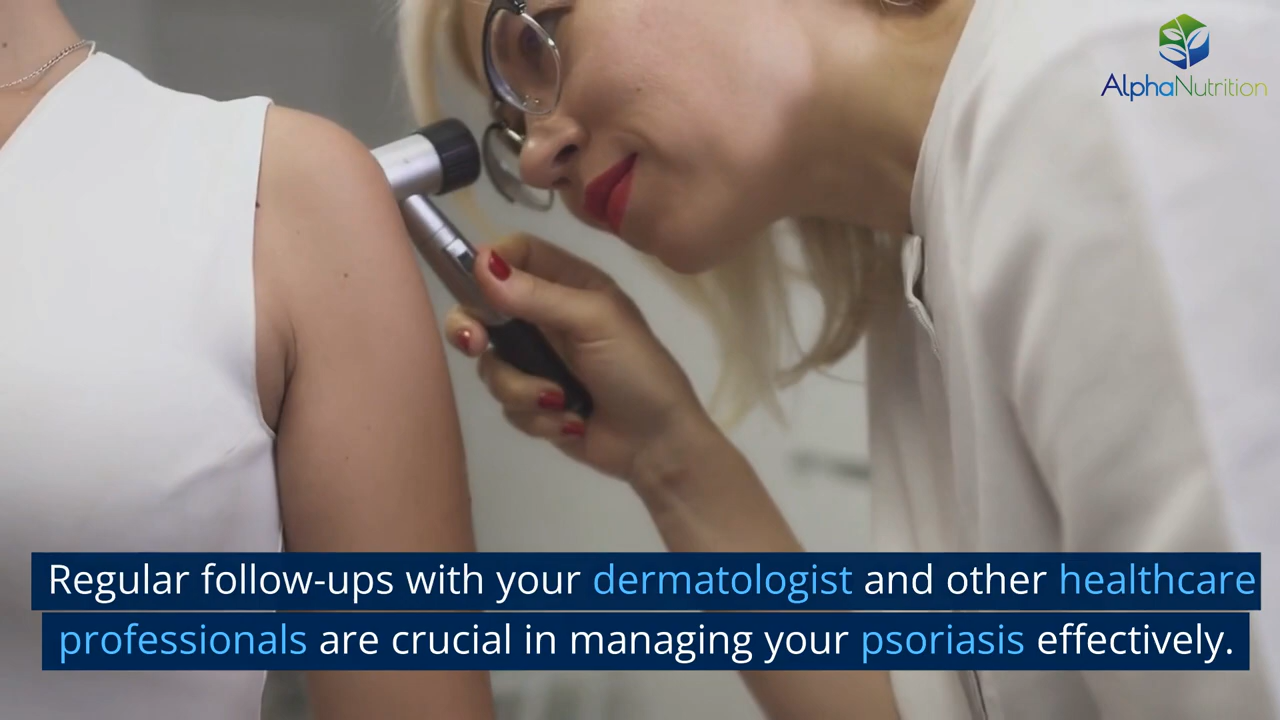 AlphaNutrition
Regular follow-ups with your dermatologist and other healthcare
professionals are crucial in managing your psoriasis effectively.